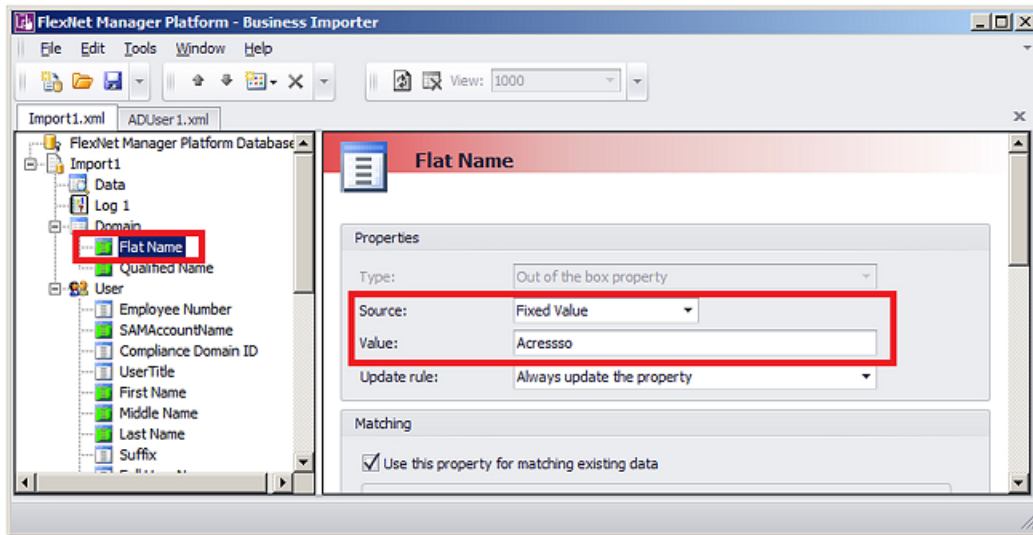 FlexNet Manager Platform - Business Importer
File Edit Tools Window Help
View: 1000
Import1.xml ADUser1.xml
FlexNet Manager Platform Database
Import1
Data
Log 1
Domain
Flat Name
Qualified Name
User
Employee Number
SAMAccountName
Compliance Domain ID
UserTitle
First Name
Middle Name
Last Name
Suffix
Flat Name
Properties
Type: Out of the box property
Source: Fixed Value
Value: Acressso
Update rule: Always update the property
Matching
Use this property for matching existing data